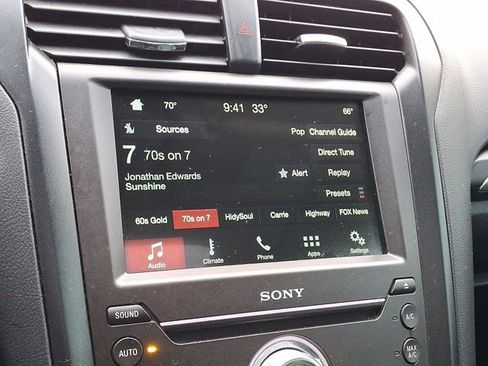 70° 9:41 33° 66°
Sources
Pop Channel Guide
7 70s on 7
Direct Tune
Jonathan Edwards
Sunshine
Alert
Replay
Presets
60s Gold 70s on 7 HldySoul Carrie Highway FOX News
Audio Climate Phone Apps Settings
SONY
SOUND
A/C
AUTO
MAX
A/C